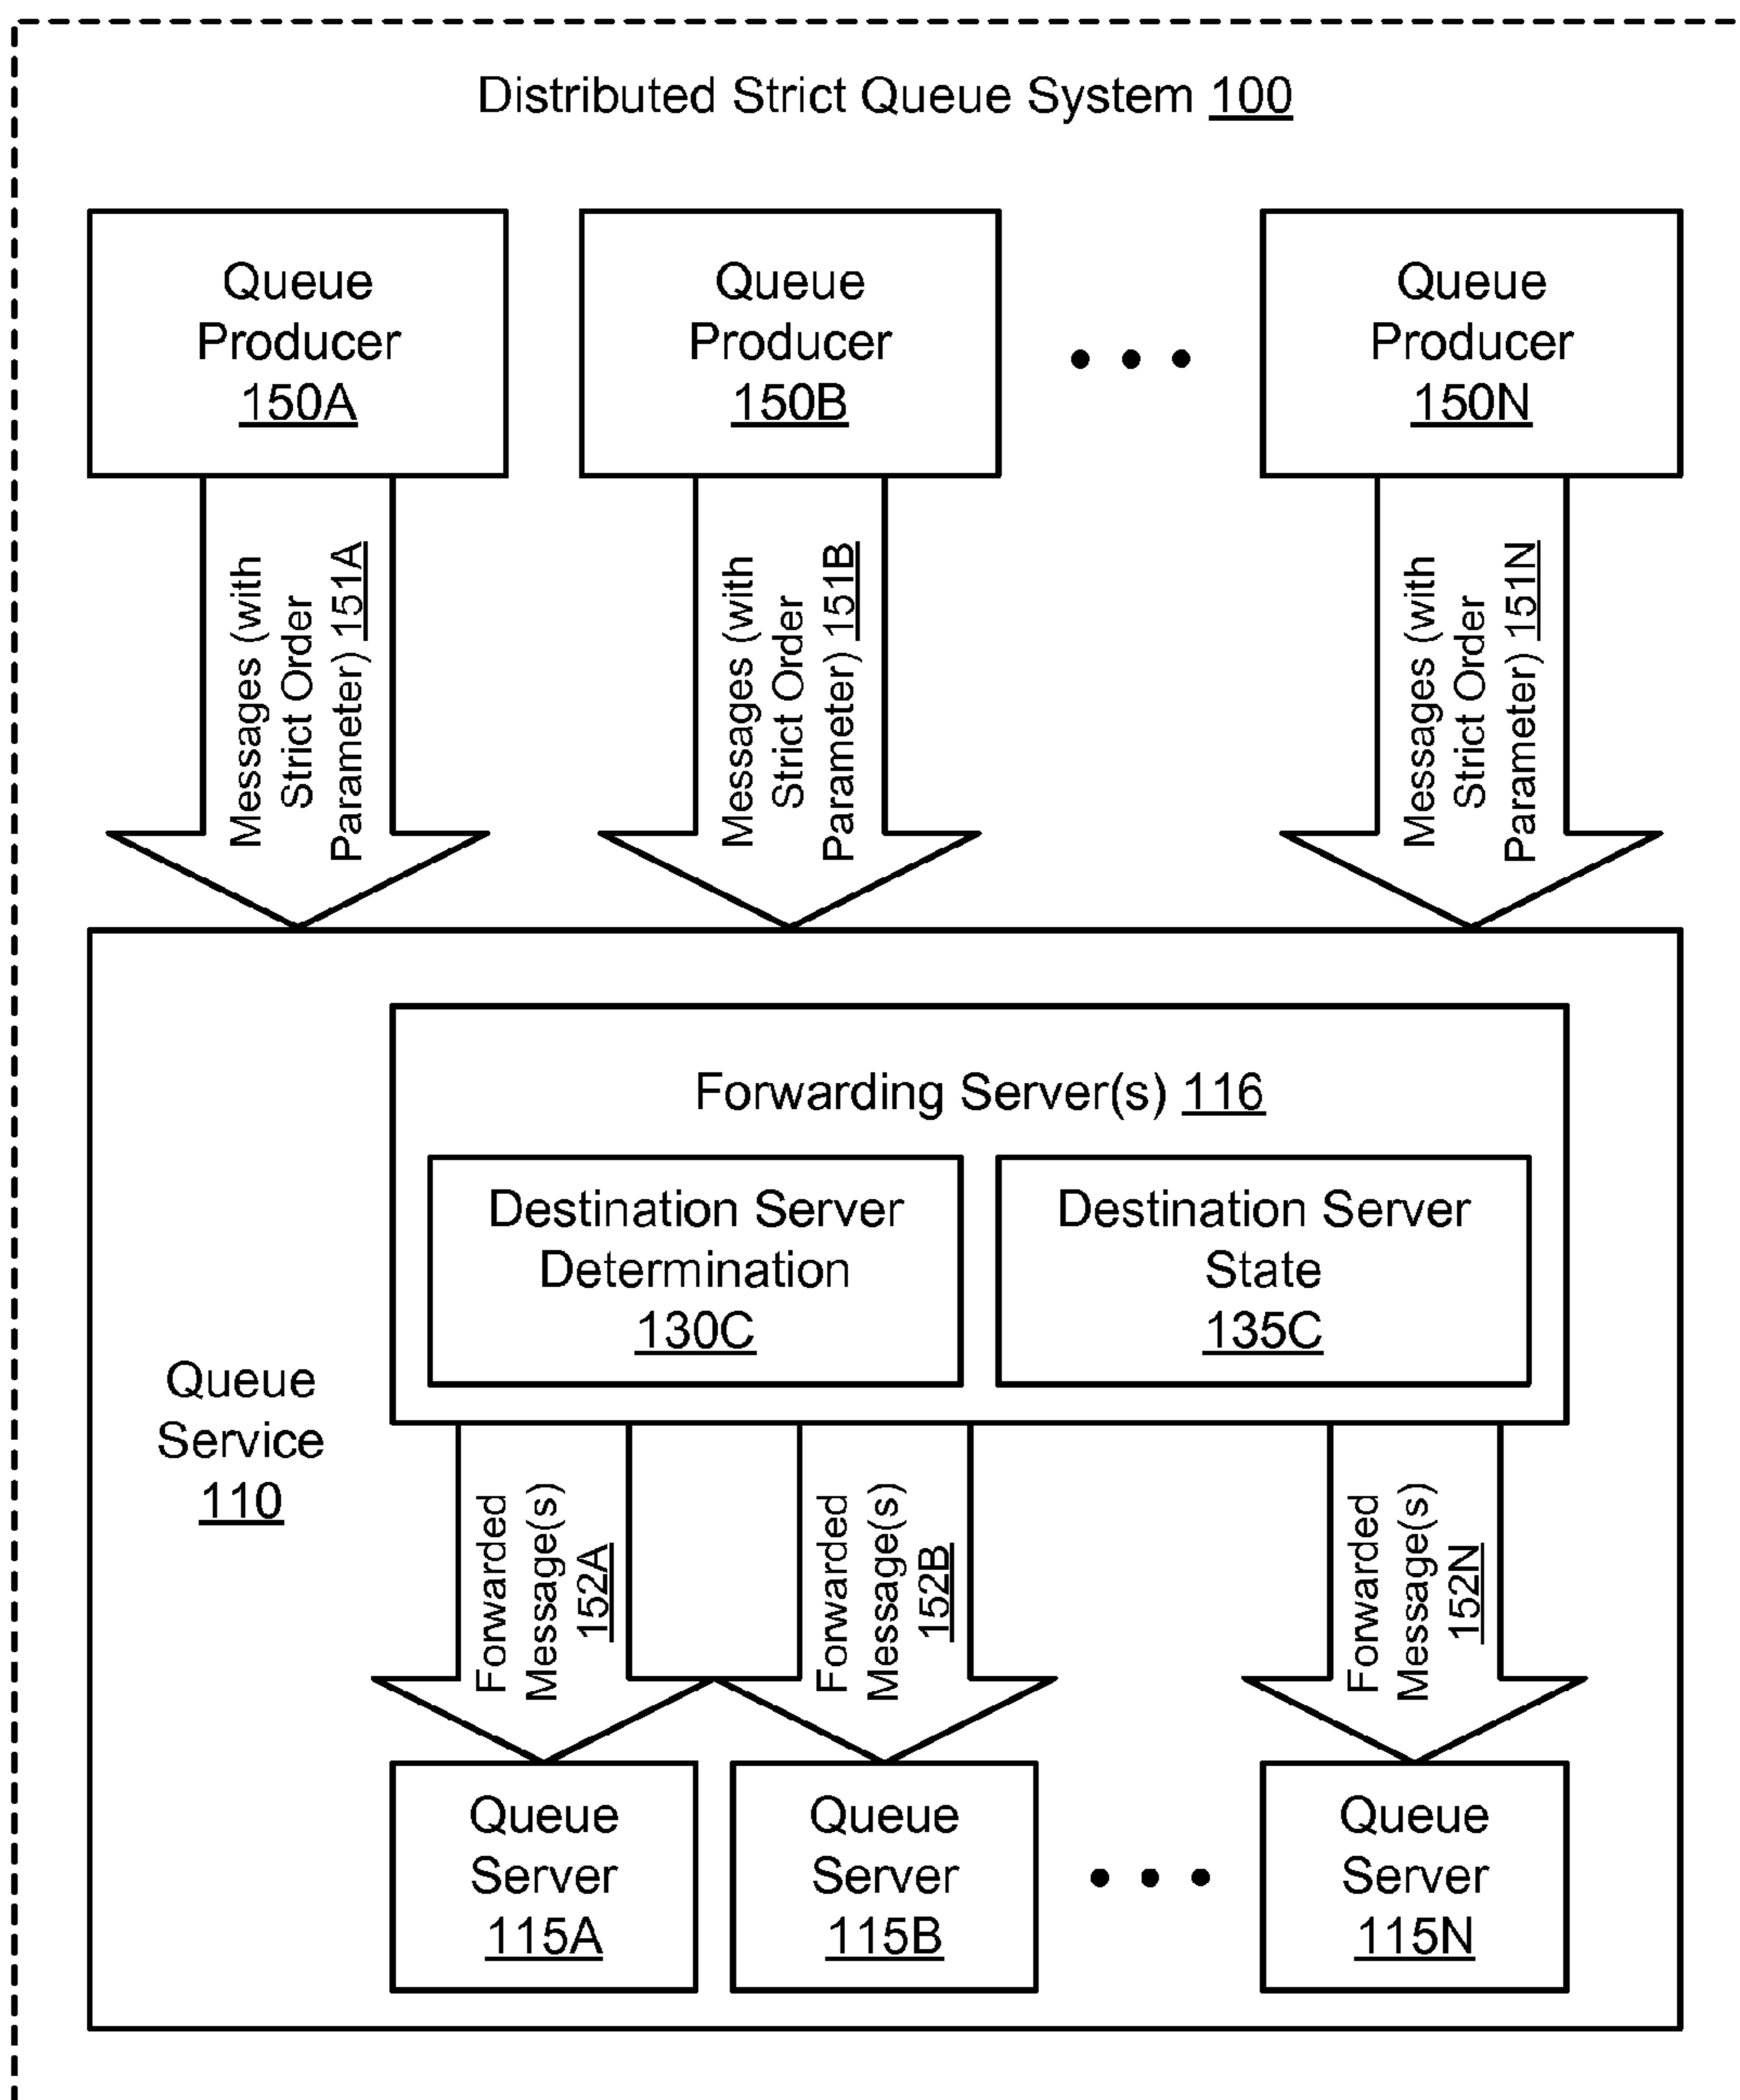 Distributed Strict Queue System 100
Queue
Producer
150A
Queue
Producer
150B
Queue
Producer
150N
Messages (with
Strict Order
Parameter) 151A
Messages (with
Strict Order
Parameter) 151B
Messages (with
Strict Order
Parameter) 151N
Forwarding Server(s) 116
Destination Server
Determination
130C
Destination Server
State
135C
Queue
Service
110
Forwarded
Message(s)
152A
Forwarded
Message(s)
152B
Forwarded
Message(s)
152N
Queue
Server
115A
Queue
Server
115B
Queue
Server
115N